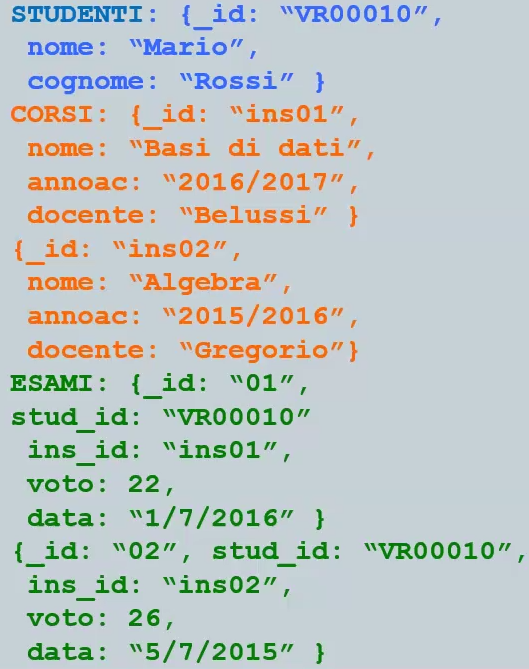 STUDENTI: {_id: “VR00010”,
nome: “Mario”,
cognome: “Rossi” }
CORSI: {_id: “ins01”,
nome: “Basi di dati”,
annoac: “2016/2017”,
docente: “Belussi” }
{_id: “ins02”,
nome: “Algebra”,
annoac: “2015/2016”,
docente: “Gregorio”}
ESAMI: {_id: “01”,
stud_id: “VR00010”
ins_id: “ins01”,
voto: 22,
data: “1/7/2016” }
{_id: “02”, stud_id: “VR00010”,
ins_id: “ins02”,
voto: 26,
data: “5/7/2015” }